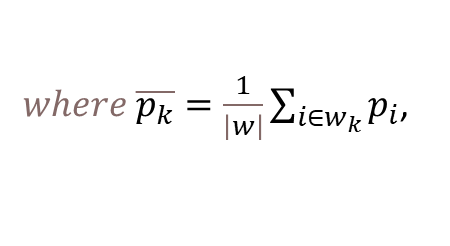 where $\overline{p_k} = \frac{1}{|w|} \sum_{i \in w_k} p_i,$